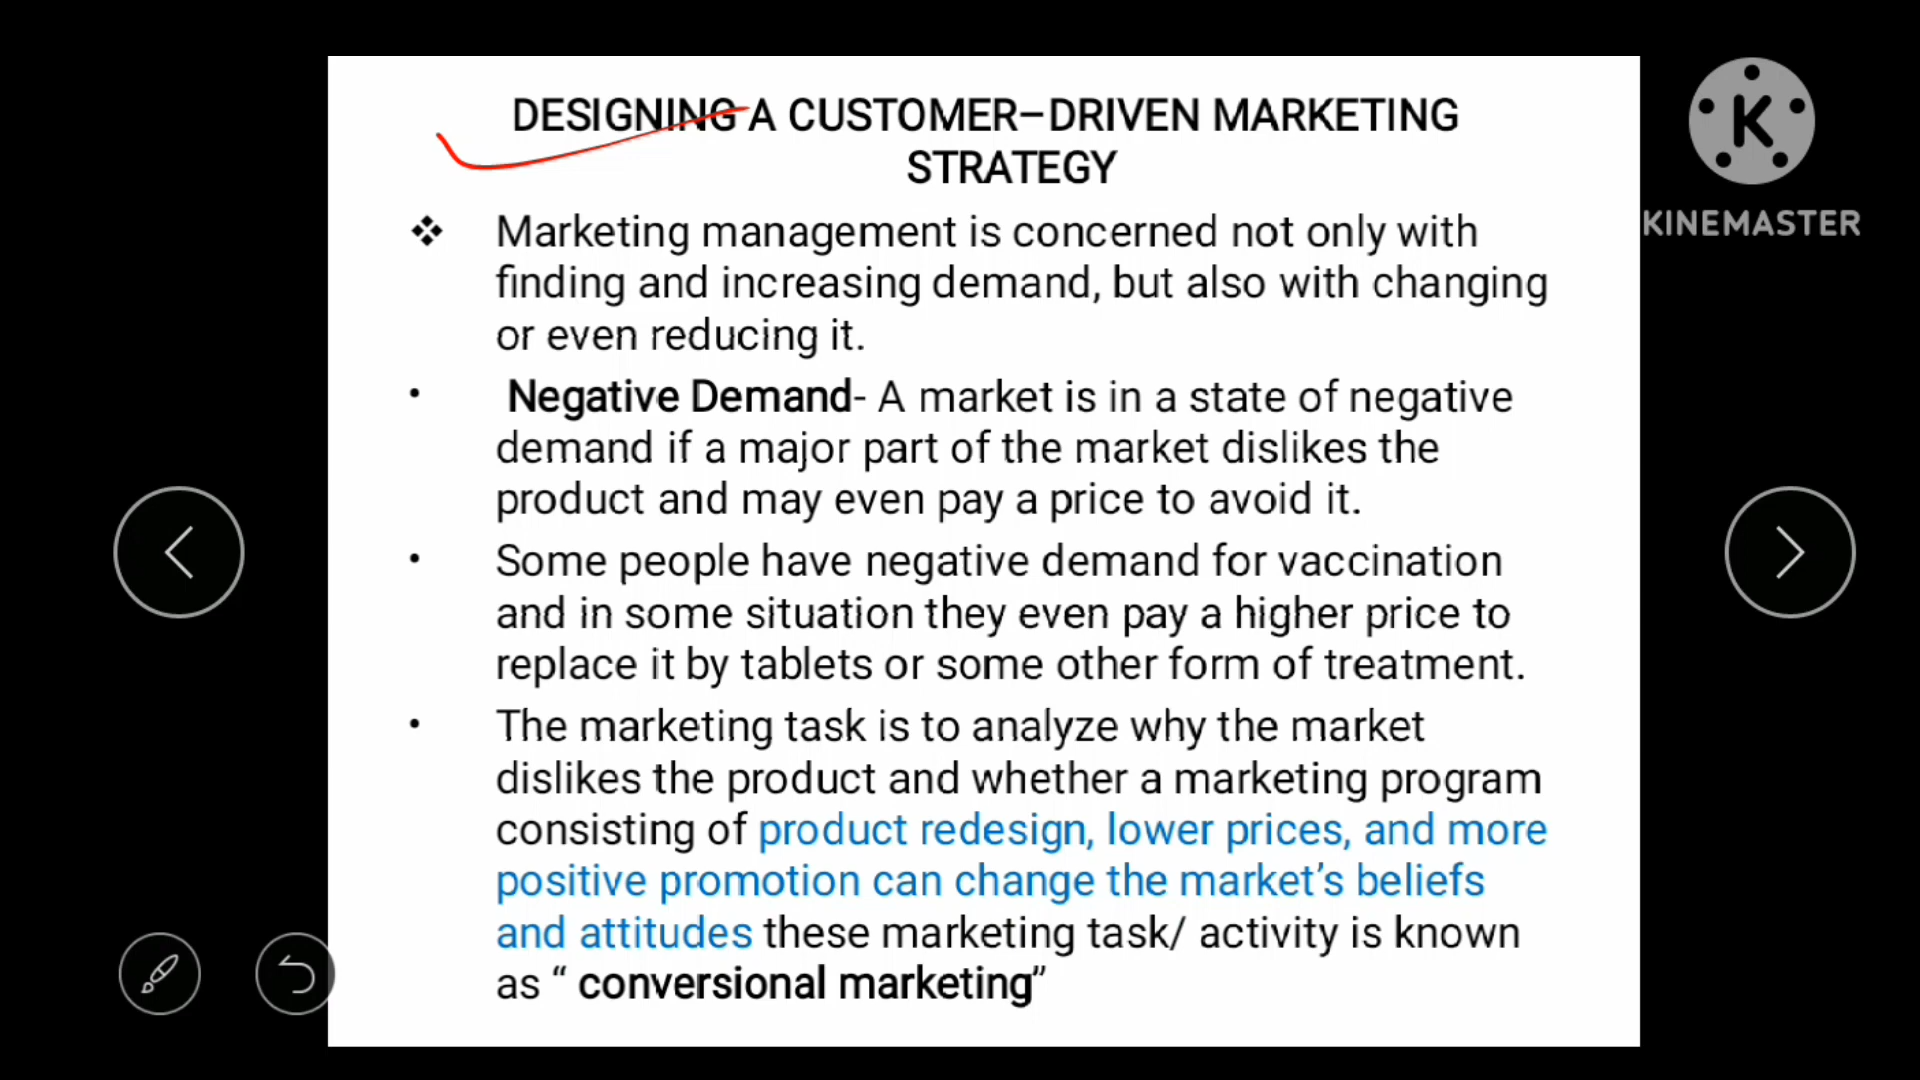 DESIGNING A CUSTOMER–DRIVEN MARKETING
STRATEGY
❖ Marketing management is concerned not only with
finding and increasing demand, but also with changing
or even reducing it.
• Negative Demand- A market is in a state of negative
demand if a major part of the market dislikes the
product and may even pay a price to avoid it.
• Some people have negative demand for vaccination
and in some situation they even pay a higher price to
replace it by tablets or some other form of treatment.
• The marketing task is to analyze why the market
dislikes the product and whether a marketing program
consisting of product redesign, lower prices, and more
positive promotion can change the market’s beliefs
and attitudes these marketing task/ activity is known
as “ conversional marketing”
K
KINEMASTER